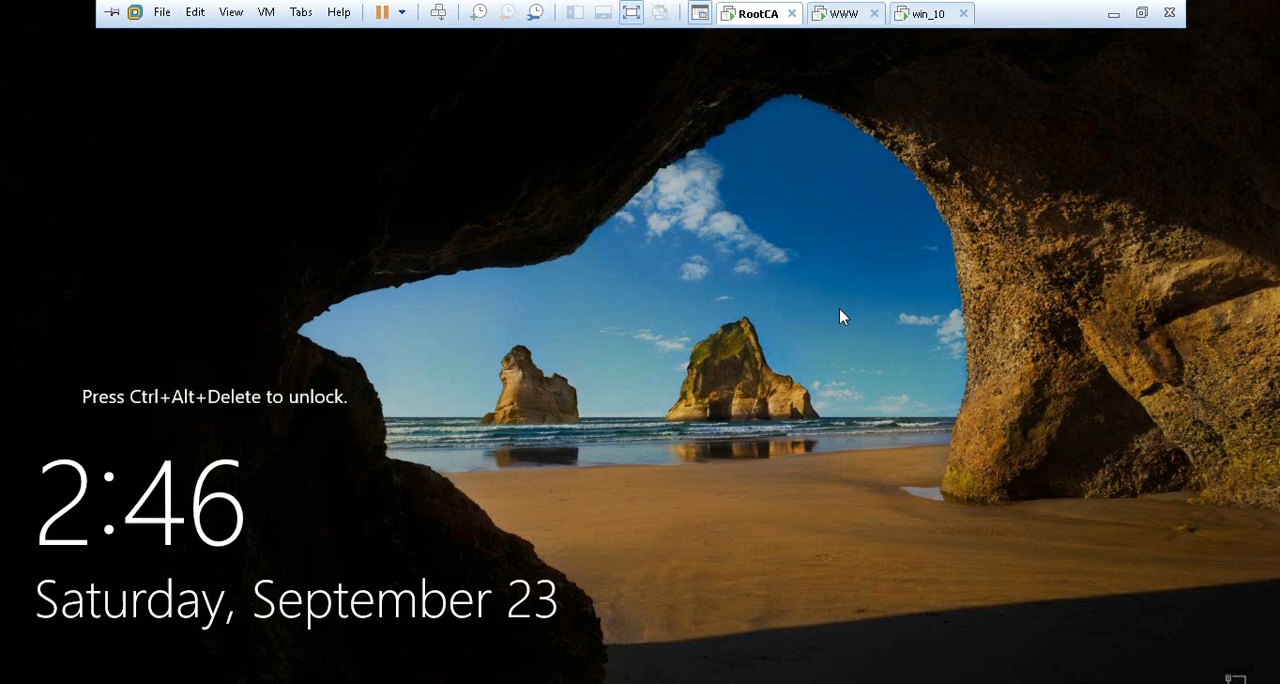 File Edit View VM Tabs Help RootCA WWW win_10
Press Ctrl+Alt+Delete to unlock.
2:46
Saturday, September 23